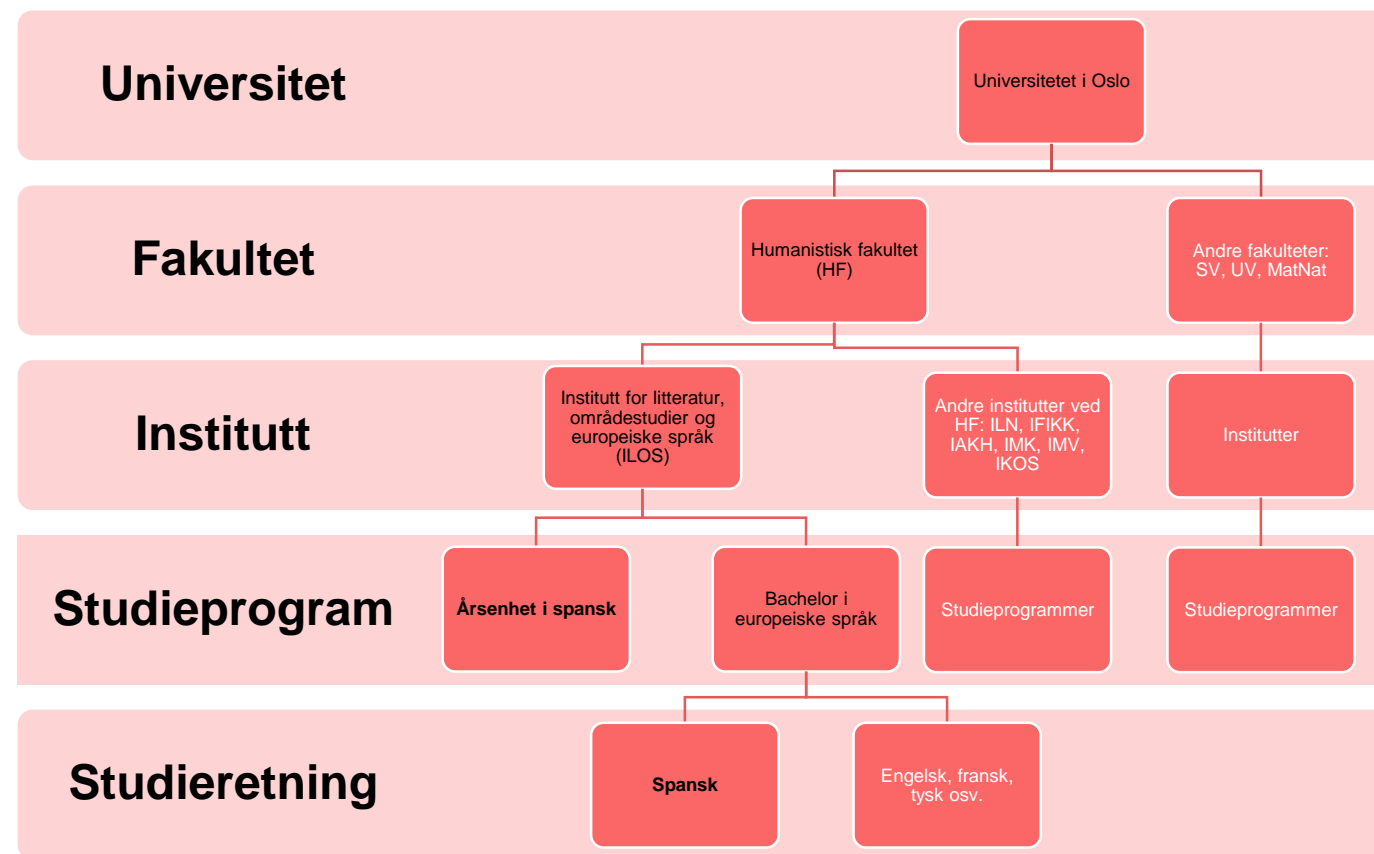 Universitet
Universitetet i Oslo
Fakultet
Humanistisk fakultet
(HF)
Andre fakulteter:
SV, UV, MatNat
Institutt
Institutt for litteratur,
områdestudier og
europeiske språk
(ILOS)
Andre institutter ved
HF: ILN, IFIKK,
IAKH, IMK, IMV,
IKOS
Institutter
Studieprogram
Årsenhet i spansk
Bachelor i
europeiske språk
Studieprogrammer
Studieprogrammer
Studieretning
Spansk
Engelsk, fransk,
tysk osv.